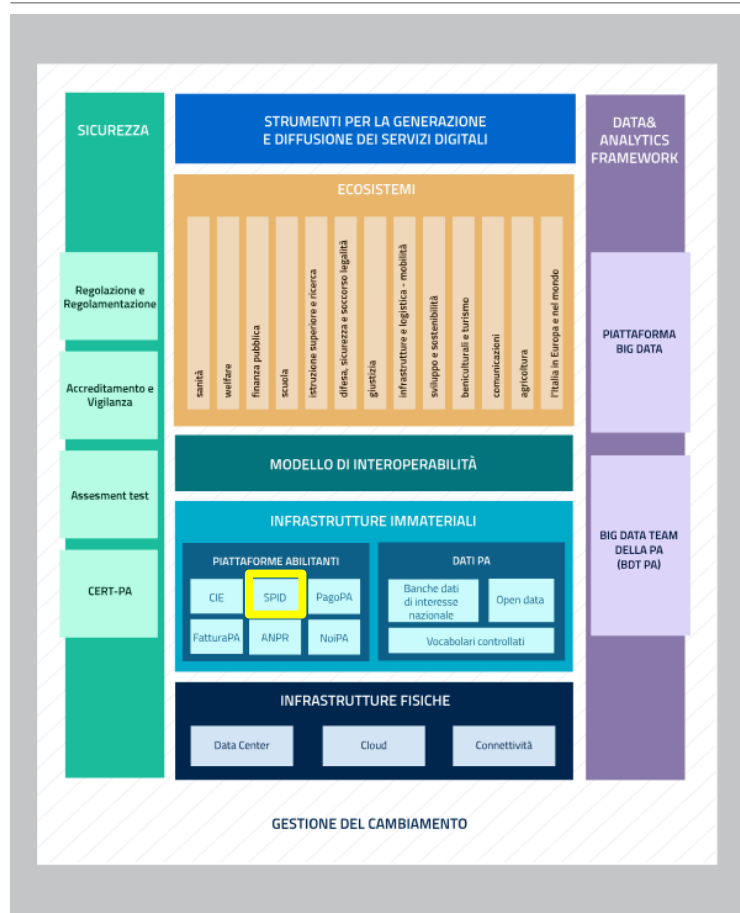 SICUREZZA
Regolazione e
Regolamentazione
Accreditamento e
Vigilanza
Assesment test
CERT-PA
STRUMENTI PER LA GENERAZIONE
E DIFFUSIONE DEI SERVIZI DIGITALI
ECOSISTEMI
sanità
welfare
finanza pubblica
scuola
istruzione superiore e ricerca
difesa, sicurezza e soccorso legalità
giustizia
infrastrutture e logistica - mobilità
sviluppo e sostenibilità
beniculturali e turismo
comunicazioni
agricoltura
l'Italia in Europa e nel mondo
MODELLO DI INTEROPERABILITÀ
INFRASTRUTTURE IMMATERIALI
PIATTAFORME ABILITANTI
CIE
SPID
PagoPA
FatturaPA
ANPR
NoiPA
DATI PA
Banche dati
di interesse
nazionale
Open data
Vocabolari controllati
INFRASTRUTTURE FISICHE
Data Center
Cloud
Connettività
DATA&
ANALYTICS
FRAMEWORK
PIATTAFORMA
BIG DATA
BIG DATA TEAM
DELLA PA
(BDT PA)
GESTIONE DEL CAMBIAMENTO